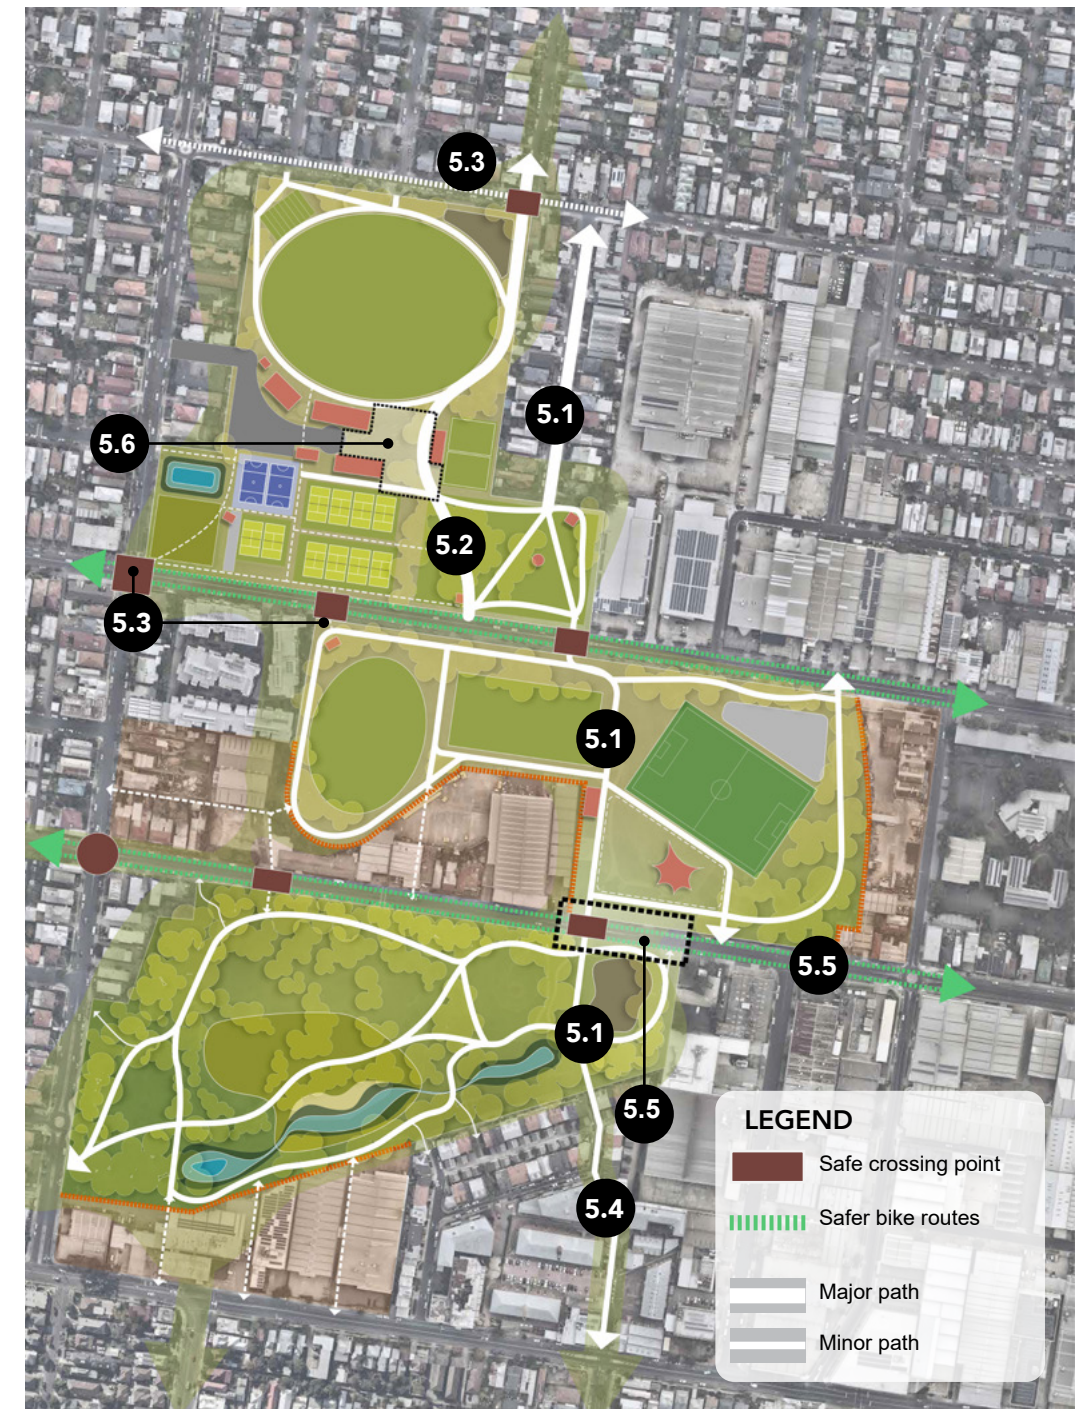 5.3
5.1
5.6
5.2
5.3
5.1
5.5
5.1
5.5
5.4
LEGEND
Safe crossing point
Safer bike routes
Major path
Minor path